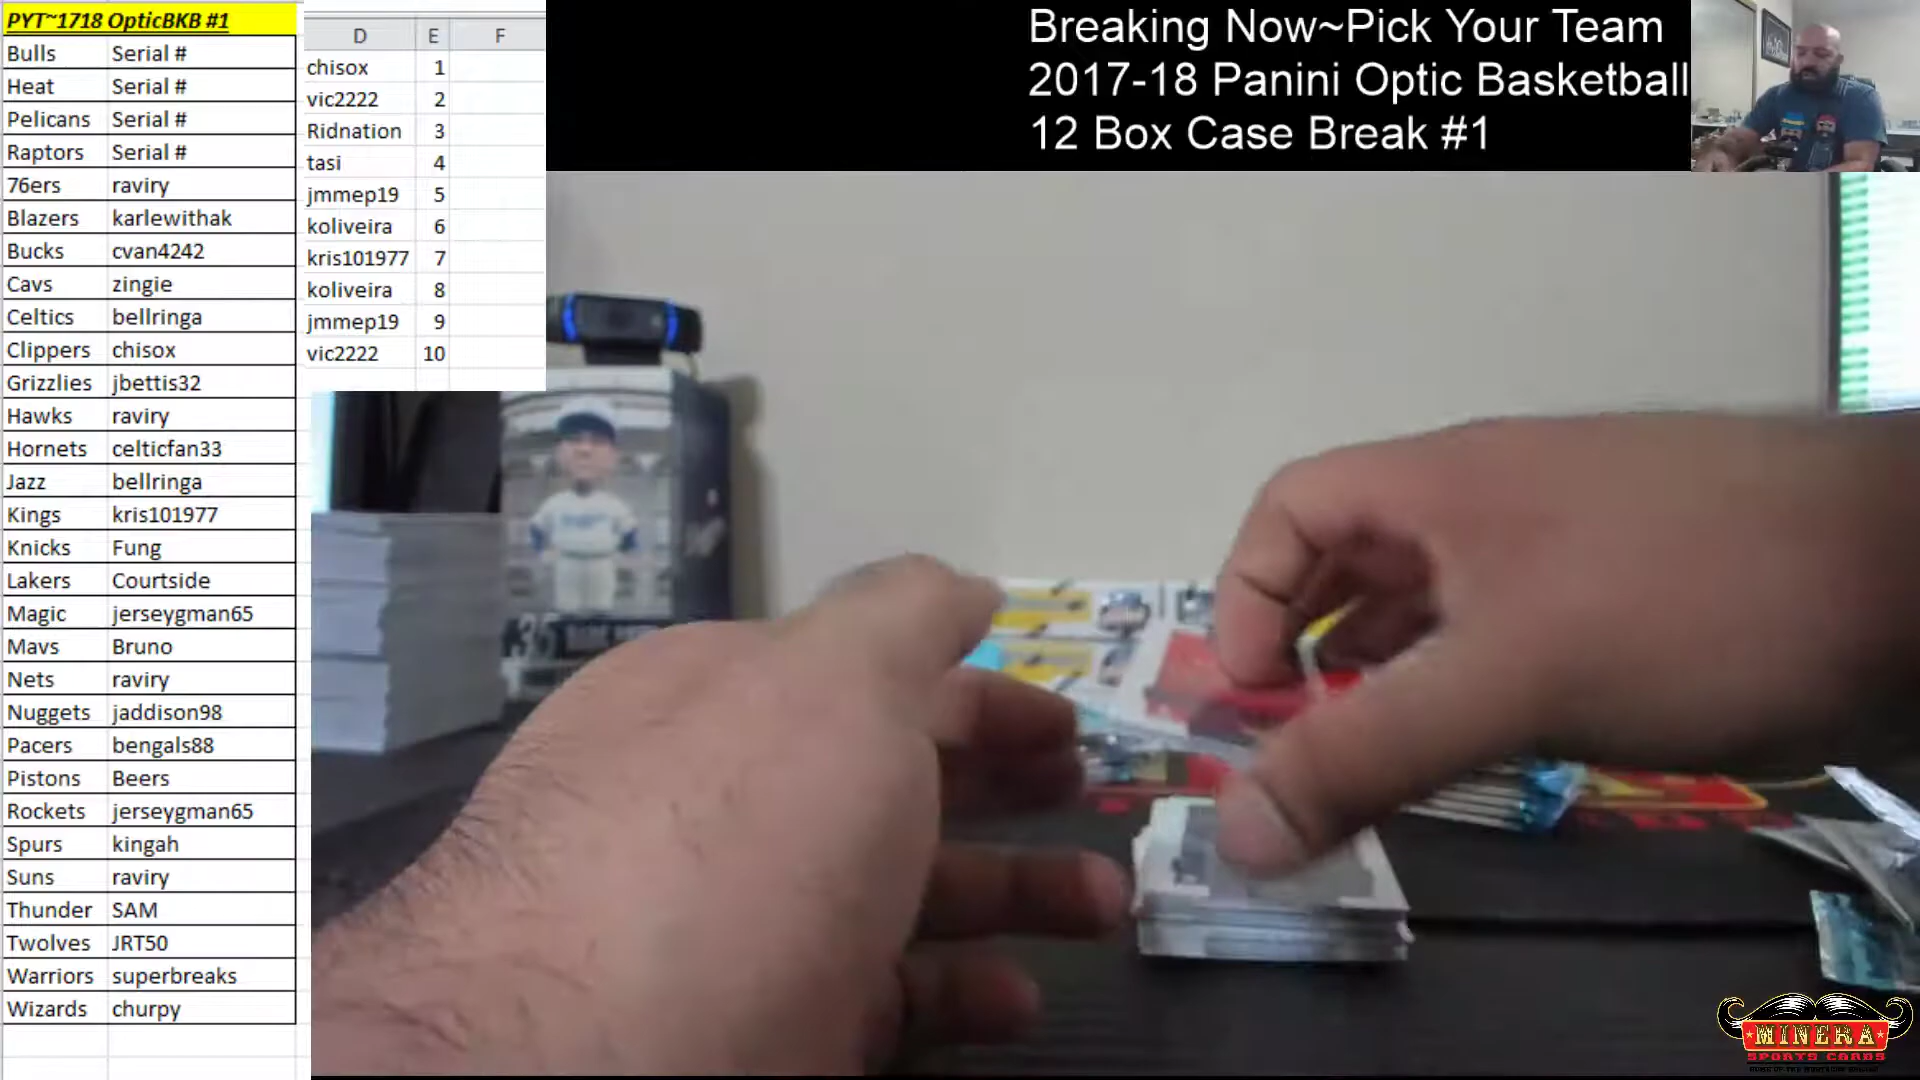 PYT~1718 OpticBKB #1
Bulls Serial #
Heat Serial #
Pelicans Serial #
Raptors Serial #
76ers raviry
Blazers karlewithak
Bucks cvan4242
Cavs zingie
Celtics bellringa
Clippers chisox
Grizzlies jbettis32
Hawks raviry
Hornets celticfan33
Jazz bellringa
Kings kris101977
Knicks Fung
Lakers Courtside
Magic jerseygman65
Mavs Bruno
Nets raviry
Nuggets jaddison98
Pacers bengals88
Pistons Beers
Rockets jerseygman65
Spurs kingah
Suns raviry
Thunder SAM
Twolves JRT50
Warriors superbreaks
Wizards churpy
D E F
chisox 1
vic2222 2
Ridnation 3
tasi 4
jmmep19 5
koliveira 6
kris101977 7
koliveira 8
jmmep19 9
vic2222 10
Breaking Now~Pick Your Team
2017-18 Panini Optic Basketball
12 Box Case Break #1
35
MINERA
SPORTS CARDS